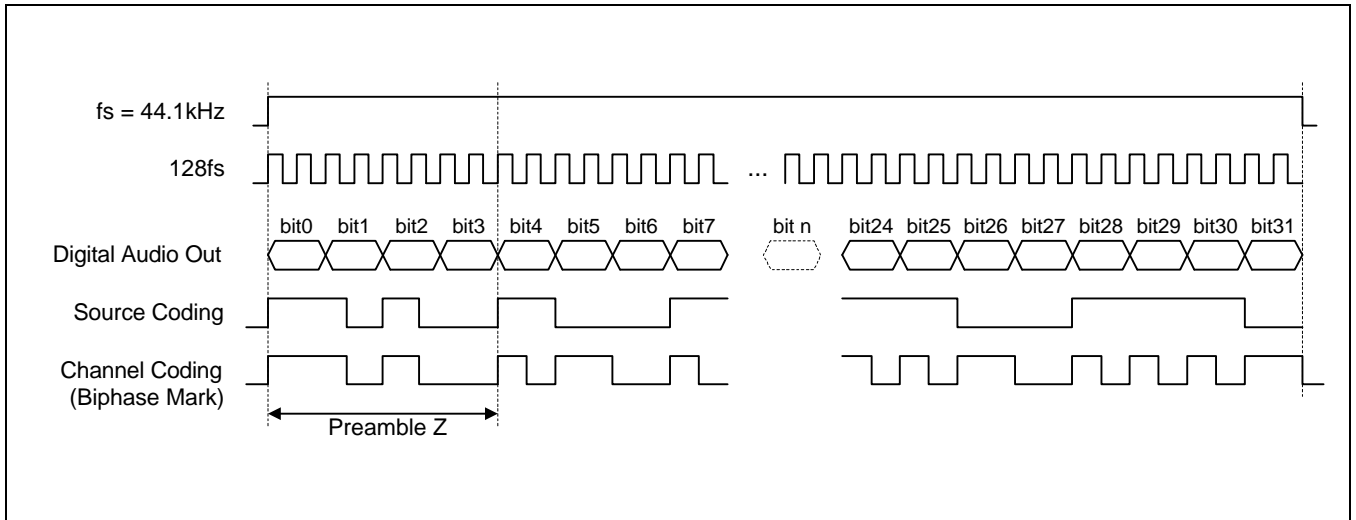 fs = 44.1kHz
128fs
...
bit0 bit1 bit2 bit3 bit4 bit5 bit6 bit7 bit n bit24 bit25 bit26 bit27 bit28 bit29 bit30 bit31
Digital Audio Out
Source Coding
Channel Coding
(Biphase Mark)
Preamble Z